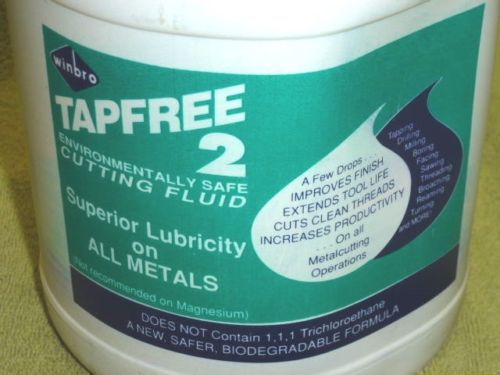 winbro
TAPFREE
2
ENVIRONMENTALLY SAFE
CUTTING FLUID
Superior Lubricity
on
ALL METALS
(Not recommended on Magnesium)
A Few Drops . . .
IMPROVES FINISH
EXTENDS TOOL LIFE
CUTS CLEAN THREADS
INCREASES PRODUCTIVITY
. . . On all
Metalcutting
Operations
Tapping
Drilling
Milling
Boring
Facing
Sawing
Threading
Broaching
Reaming
Turning
and MORE!
DOES NOT Contain 1,1,1 Trichloroethane
A NEW, SAFER, BIODEGRADABLE FORMULA